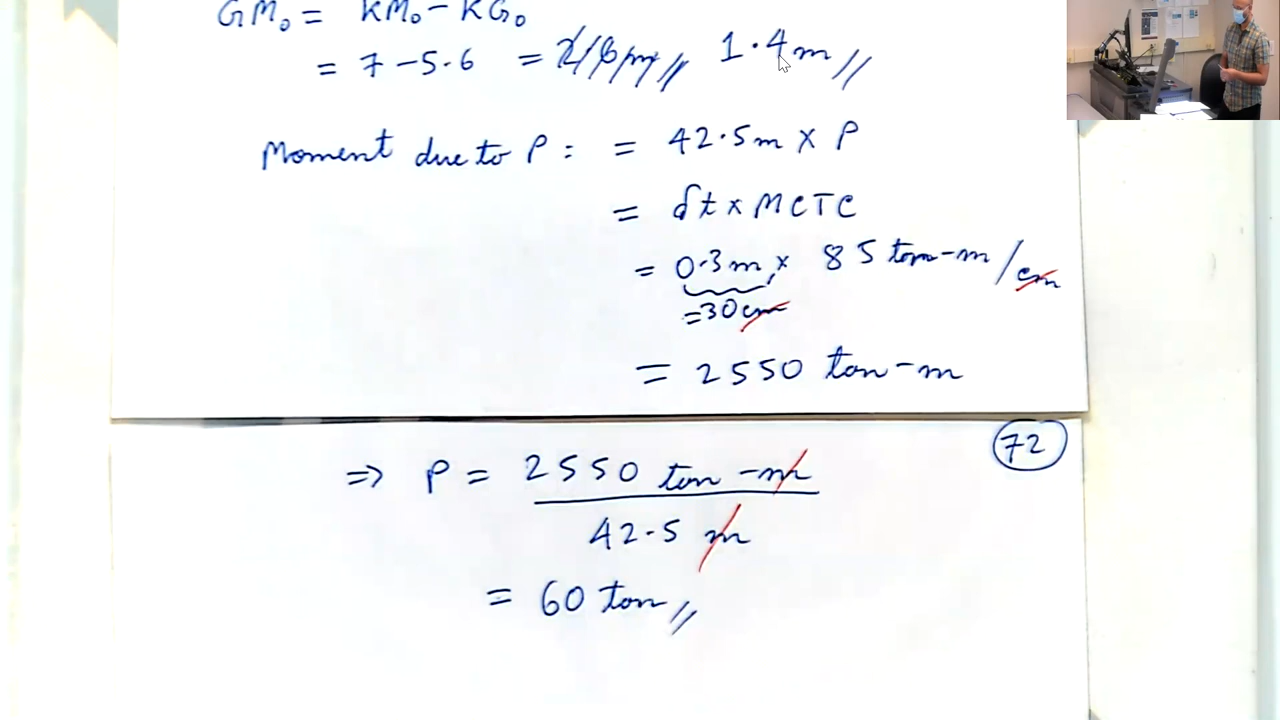 GM₀ = KM₀ - KG₀
= 7 - 5.6 = 1.4 m //
Moment due to P : = 42.5m × P
= δt × MCTC
= 0.3m × 85 ton-m/cm
= 30cm
= 2550 ton-m
72
⇒ P = 2550 ton-m
42.5 m
= 60 ton //